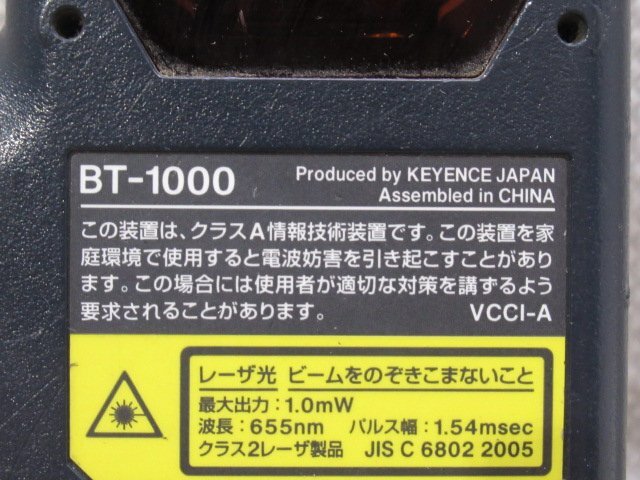 BT-1000
Produced by KEYENCE JAPAN
Assembled in CHINA
この装置は、クラスA情報技術装置です。この装置を家
庭環境で使用すると電波妨害を引き起こすことがあり
ます。この場合には使用者が適切な対策を講ずるよう
要求されることがあります。 VCCI-A
レーザ光 ビームをのぞきこまないこと
最大出力：1.0mW
波長：655nm パルス幅：1.54msec
クラス2レーザ製品 JIS C 6802 2005